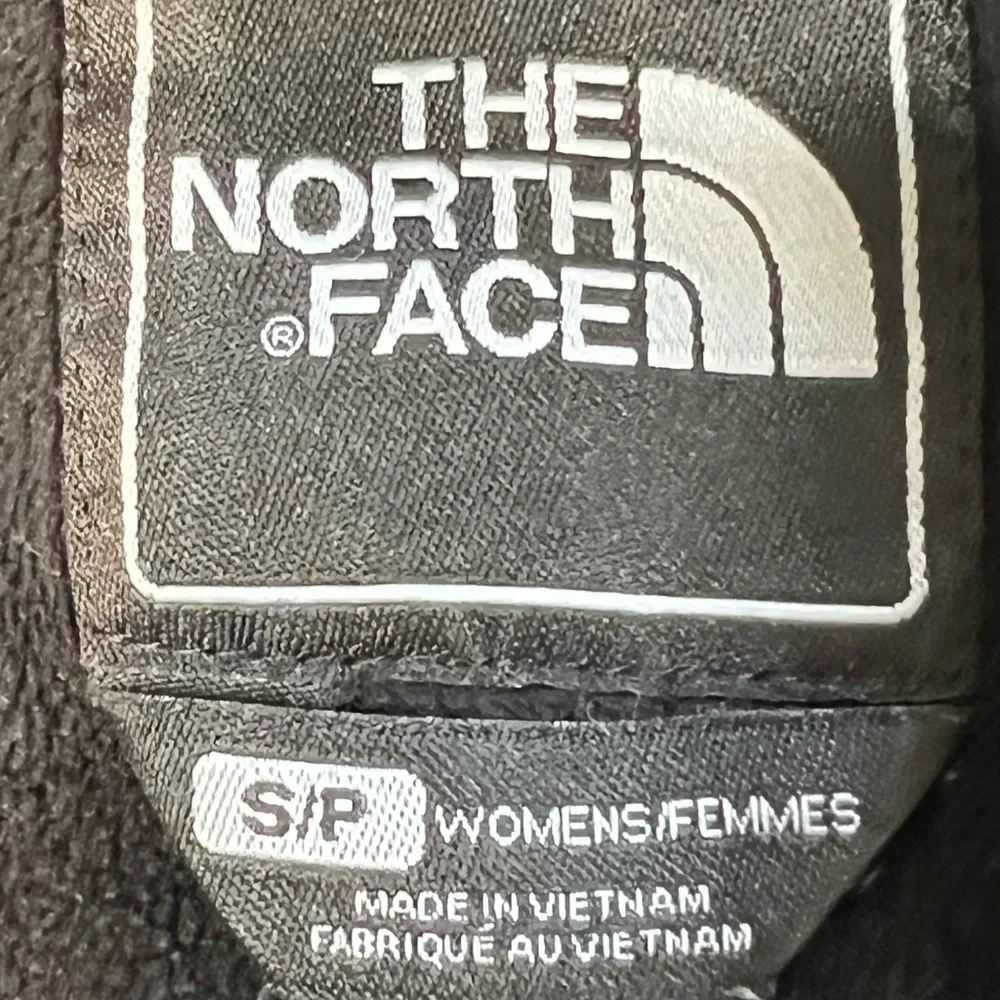 THE
NORTH
FACE
®
S/P WOMENS/FEMMES
MADE IN VIETNAM
FABRIQUÉ AU VIETNAM